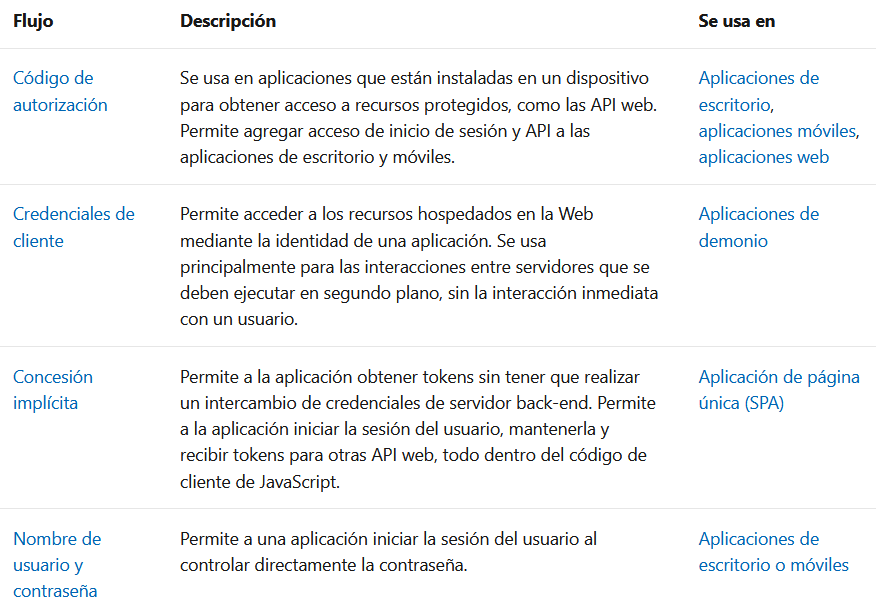 Flujo Descripción Se usa en
Código de autorización
Se usa en aplicaciones que están instaladas en un dispositivo
para obtener acceso a recursos protegidos, como las API web.
Permite agregar acceso de inicio de sesión y API a las
aplicaciones de escritorio y móviles.
Aplicaciones de
escritorio,
aplicaciones móviles,
aplicaciones web
Credenciales de
cliente
Permite acceder a los recursos hospedados en la Web
mediante la identidad de una aplicación. Se usa
principalmente para las interacciones entre servidores que se
deben ejecutar en segundo plano, sin la interacción inmediata
con un usuario.
Aplicaciones de
demonio
Concesión
implícita
Permite a la aplicación obtener tokens sin tener que realizar
un intercambio de credenciales de servidor back-end. Permite
a la aplicación iniciar la sesión del usuario, mantenerla y
recibir tokens para otras API web, todo dentro del código de
cliente de JavaScript.
Aplicación de página
única (SPA)
Nombre de
usuario y
contraseña
Permite a una aplicación iniciar la sesión del usuario al
controlar directamente la contraseña.
Aplicaciones de
escritorio o móviles